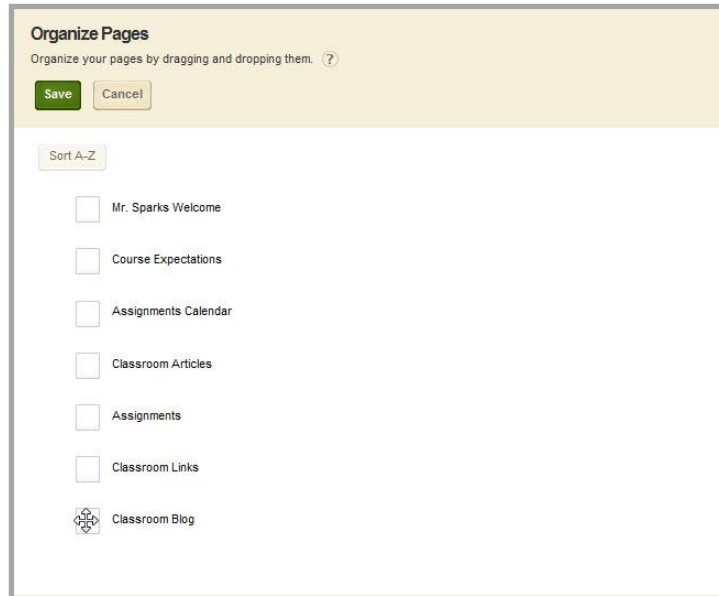 Organize Pages
Organize your pages by dragging and dropping them. ?
Save Cancel
Sort A-Z
Mr. Sparks Welcome
Course Expectations
Assignments Calendar
Classroom Articles
Assignments
Classroom Links
Classroom Blog